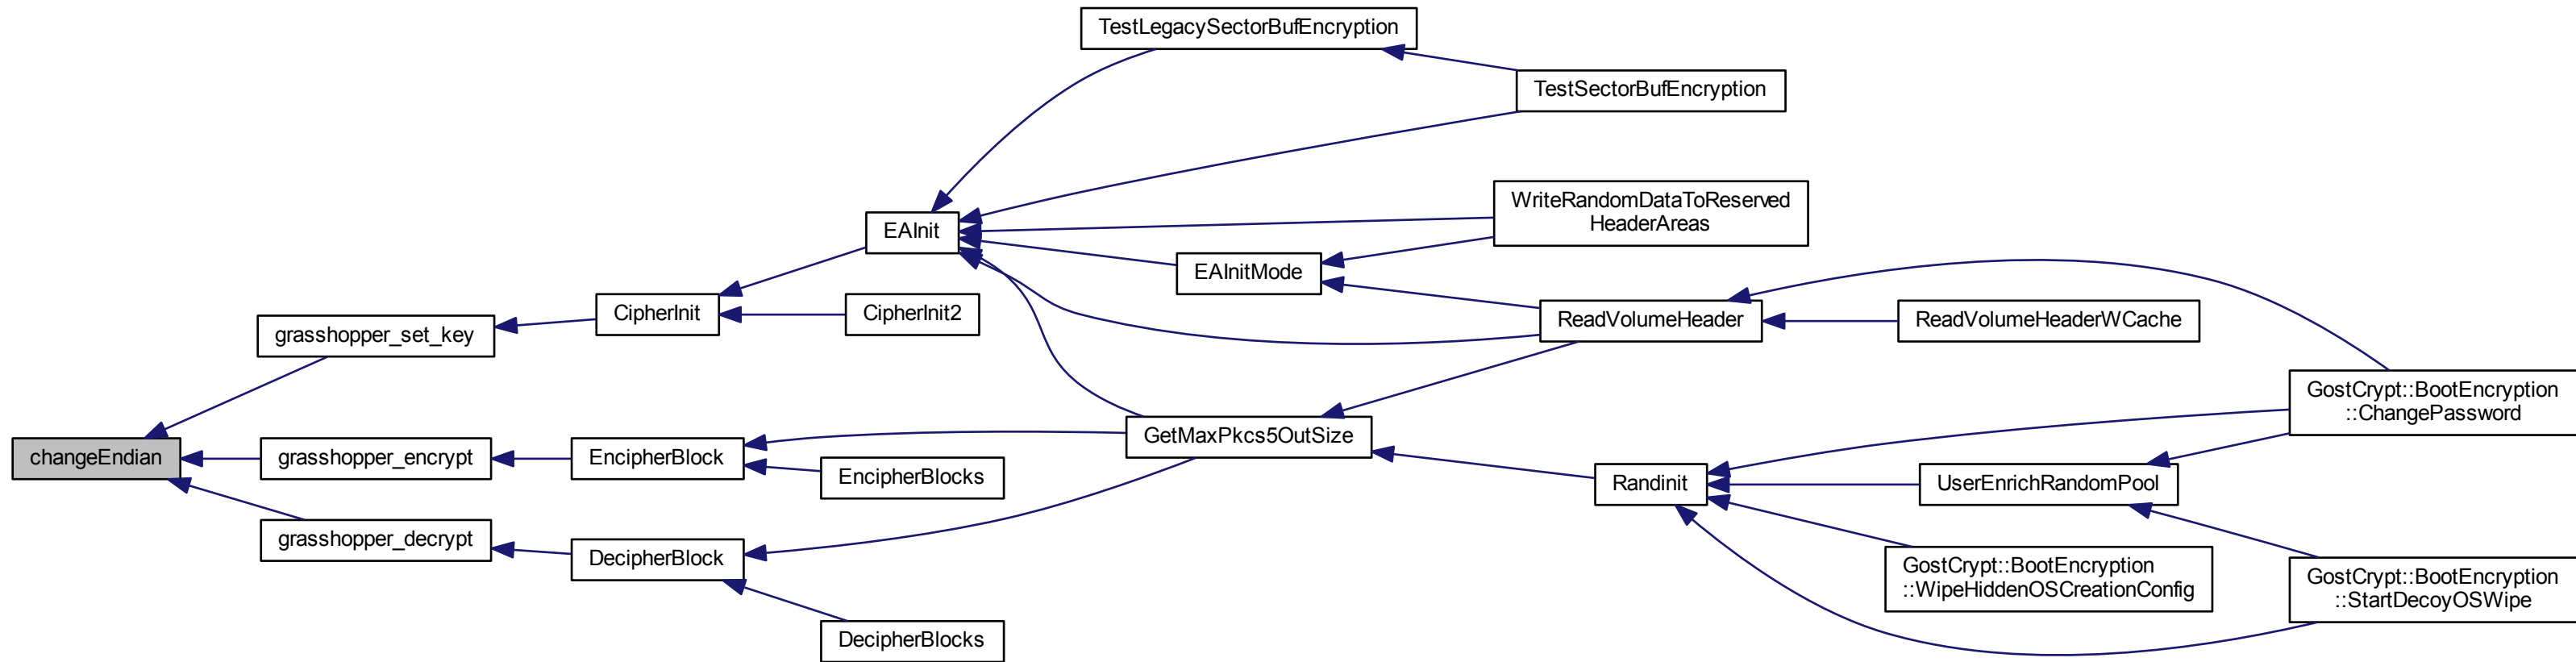 TestLegacySectorBufEncryption
TestSectorBufEncryption
WriteRandomDataToReserved
HeaderAreas
EAInit
EAInitMode
CipherInit
CipherInit2
ReadVolumeHeader
ReadVolumeHeaderWCache
grasshopper_set_key
GostCrypt::BootEncryption
::ChangePassword
changeEndian
grasshopper_encrypt
EncipherBlock
GetMaxPkcs5OutSize
EncipherBlocks
Randinit
UserEnrichRandomPool
grasshopper_decrypt
DecipherBlock
GostCrypt::BootEncryption
::WipeHiddenOSCreationConfig
GostCrypt::BootEncryption
::StartDecoyOSWipe
DecipherBlocks